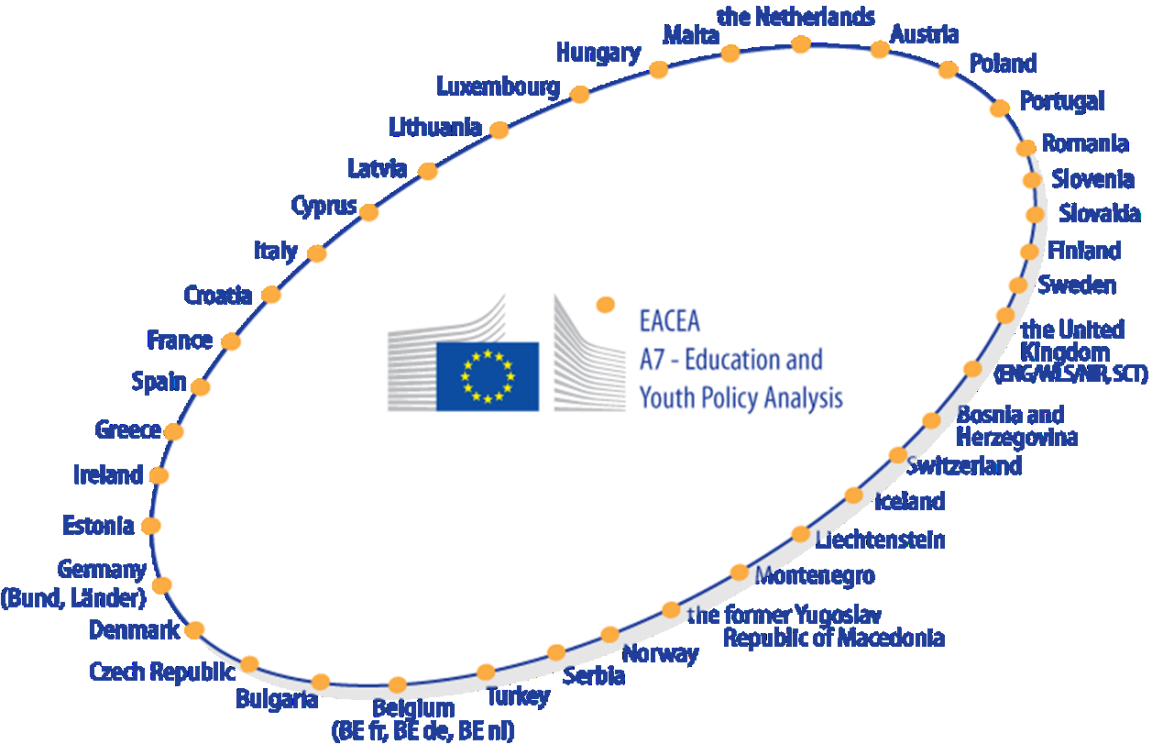 the Netherlands
Malta
Austria
Hungary
Poland
Luxembourg
Portugal
Lithuania
Romania
Latvia
Slovenia
Cyprus
Slovakia
Italy
Finland
Croatia
Sweden
EACEA
A7 - Education and
Youth Policy Analysis
France
the United
Kingdom
(ENG/WLS/NIR, SCT)
Spain
Greece
Bosnia and
Herzegovina
Ireland
Switzerland
Estonia
Iceland
Liechtenstein
Germany
(Bund, Länder)
Montenegro
Denmark
the former Yugoslav
Republic of Macedonia
Czech Republic
Norway
Serbia
Bulgaria
Turkey
Belgium
(BE fr, BE de, BE nl)